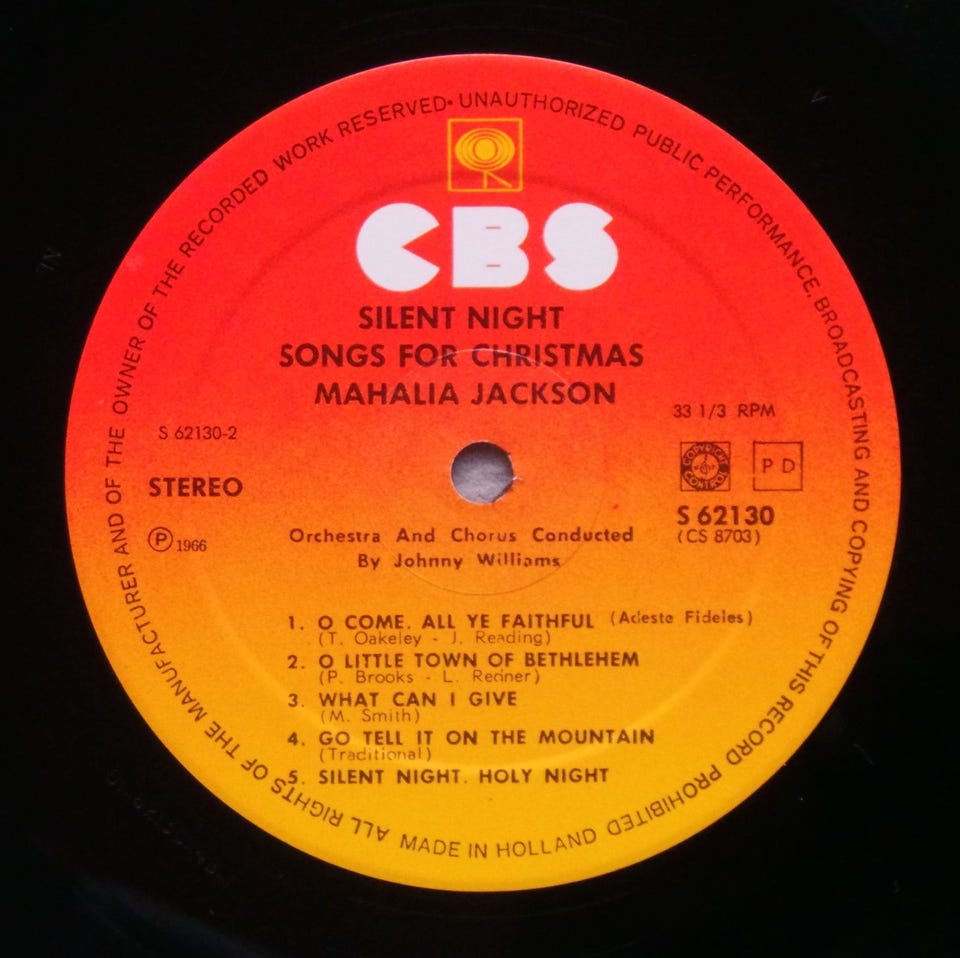 ALL RIGHTS OF THE MANUFACTURER AND OF THE OWNER OF THE RECORDED WORK RESERVED• UNAUTHORIZED PUBLIC PERFORMANCE, BROADCASTING AND COPYING OF THIS RECORD PROHIBITED
CBS
SILENT NIGHT
SONGS FOR CHRISTMAS
MAHALIA JACKSON
33 1/3 RPM
S 62130-2
COPYRIGHT CONTROL
P D
STEREO
S 62130
(CS 8703)
℗ 1966
Orchestra And Chorus Conducted
By Johnny Williams
1. O COME. ALL YE FAITHFUL (Adeste Fideles)
(T. Oakeley - J. Reading)
2. O LITTLE TOWN OF BETHLEHEM
(P. Brooks - L. Redner)
3. WHAT CAN I GIVE
(M. Smith)
4. GO TELL IT ON THE MOUNTAIN
(Traditional)
5. SILENT NIGHT. HOLY NIGHT
MADE IN HOLLAND